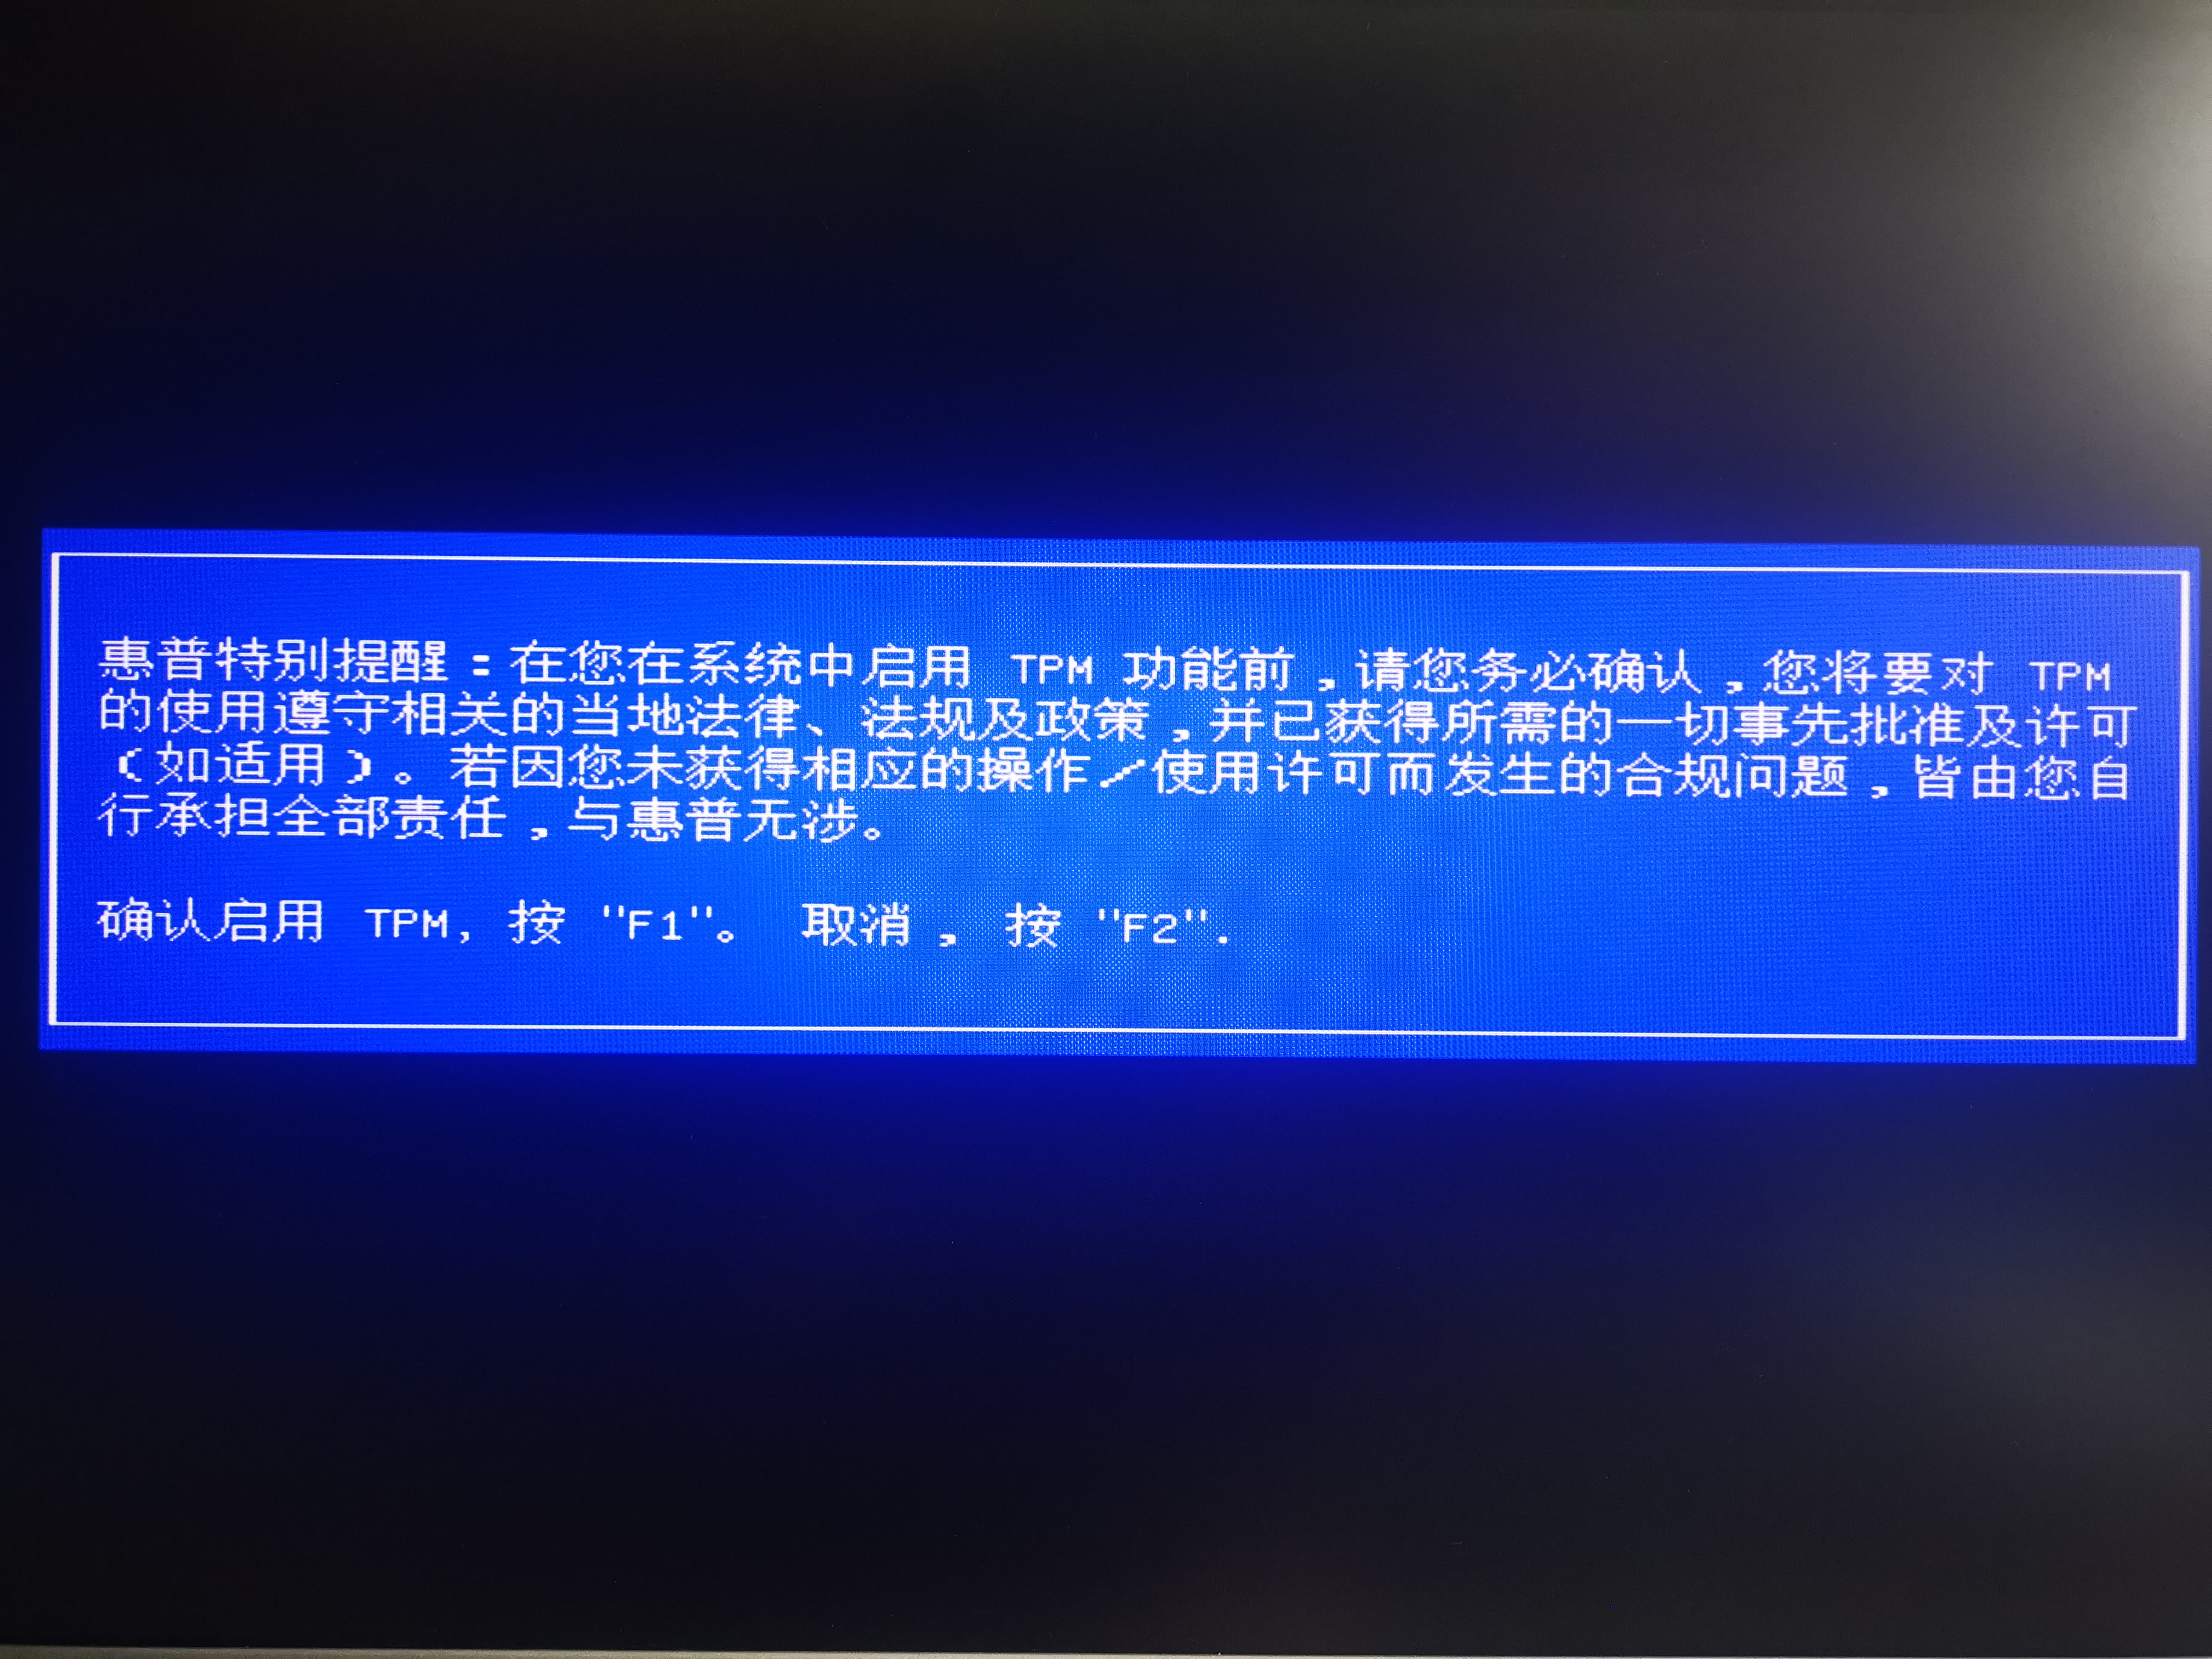 惠普特别提醒：在您在系统中启用 TPM 功能前，请您务必确认，您将要对 TPM
的使用遵守相关的当地法律、法规及政策，并已获得所需的一切事先批准及许可
（如适用）。若因您未获得相应的操作／使用许可而发生的合规问题，皆由您自
行承担全部责任，与惠普无涉。
确认启用 TPM, 按 "F1"。 取消， 按 "F2".